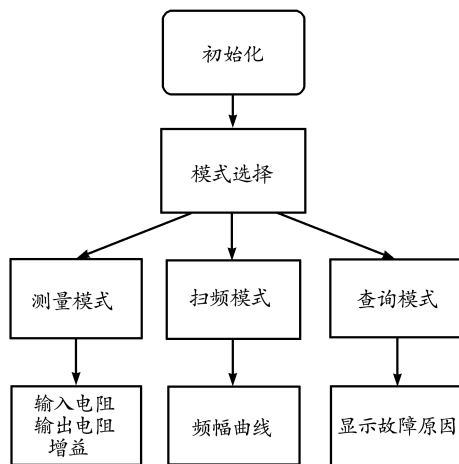 初始化
模式选择
测量模式
扫频模式
查询模式
输入电阻
输出电阻
增益
频幅曲线
显示故障原因